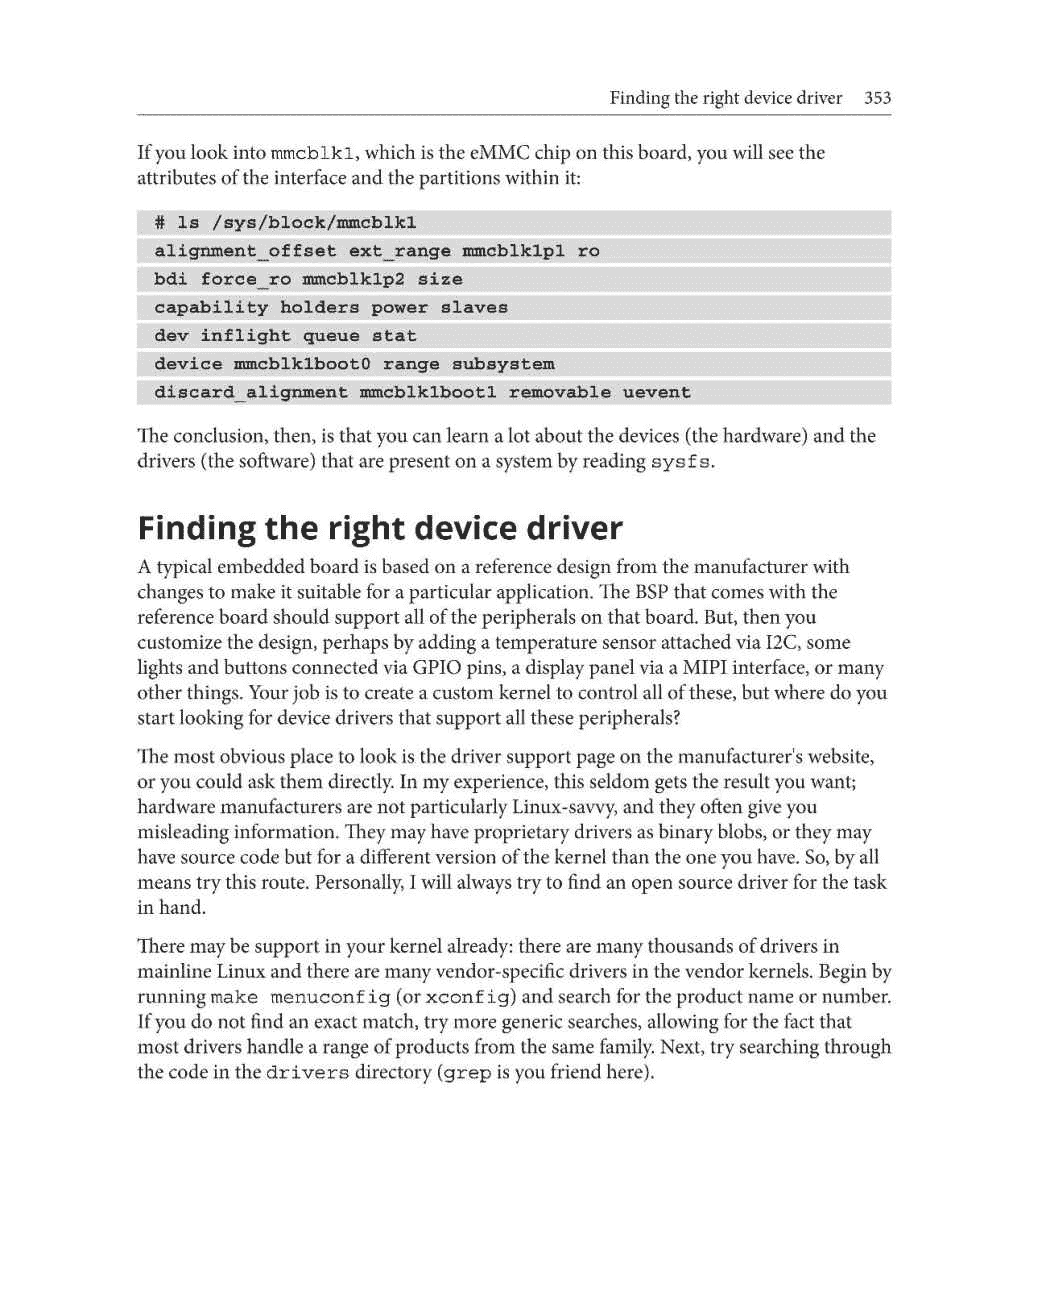 Finding the right device driver 353
If you look into mmcblk1, which is the eMMC chip on this board, you will see the
attributes of the interface and the partitions within it:
# ls /sys/block/mmcblk1
alignment_offset ext_range mmcblk1p1 ro
bdi force_ro mmcblk1p2 size
capability holders power slaves
dev inflight queue stat
device mmcblk1boot0 range subsystem
discard_alignment mmcblk1boot1 removable uevent
The conclusion, then, is that you can learn a lot about the devices (the hardware) and the
drivers (the software) that are present on a system by reading sysfs.
Finding the right device driver
A typical embedded board is based on a reference design from the manufacturer with
changes to make it suitable for a particular application. The BSP that comes with the
reference board should support all of the peripherals on that board. But, then you
customize the design, perhaps by adding a temperature sensor attached via I2C, some
lights and buttons connected via GPIO pins, a display panel via a MIPI interface, or many
other things. Your job is to create a custom kernel to control all of these, but where do you
start looking for device drivers that support all these peripherals?
The most obvious place to look is the driver support page on the manufacturer's website,
or you could ask them directly. In my experience, this seldom gets the result you want;
hardware manufacturers are not particularly Linux-savvy, and they often give you
misleading information. They may have proprietary drivers as binary blobs, or they may
have source code but for a different version of the kernel than the one you have. So, by all
means try this route. Personally, I will always try to find an open source driver for the task
in hand.
There may be support in your kernel already: there are many thousands of drivers in
mainline Linux and there are many vendor-specific drivers in the vendor kernels. Begin by
running make menuconfig (or xconfig) and search for the product name or number.
If you do not find an exact match, try more generic searches, allowing for the fact that
most drivers handle a range of products from the same family. Next, try searching through
the code in the drivers directory (grep is you friend here).